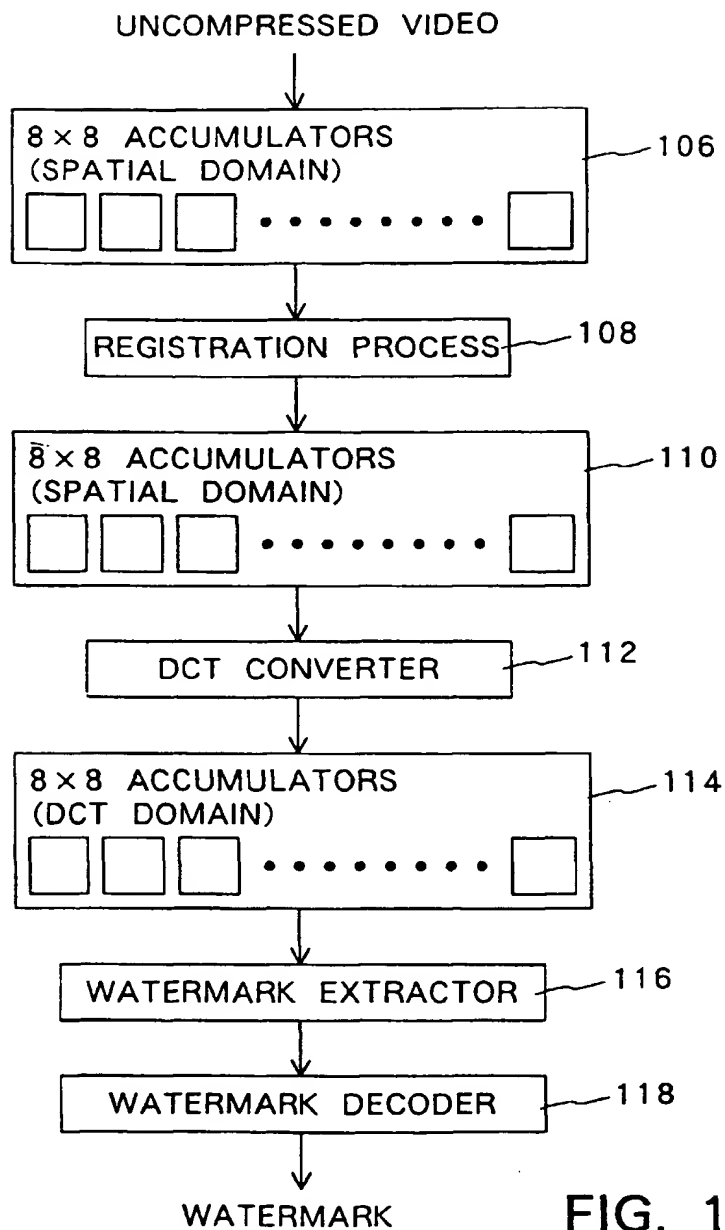 UNCOMPRESSED VIDEO
8 × 8 ACCUMULATORS
(SPATIAL DOMAIN)
106
REGISTRATION PROCESS
108
8 × 8 ACCUMULATORS
(SPATIAL DOMAIN)
110
DCT CONVERTER
112
8 × 8 ACCUMULATORS
(DCT DOMAIN)
114
WATERMARK EXTRACTOR
116
WATERMARK DECODER
118
WATERMARK
FIG. 1